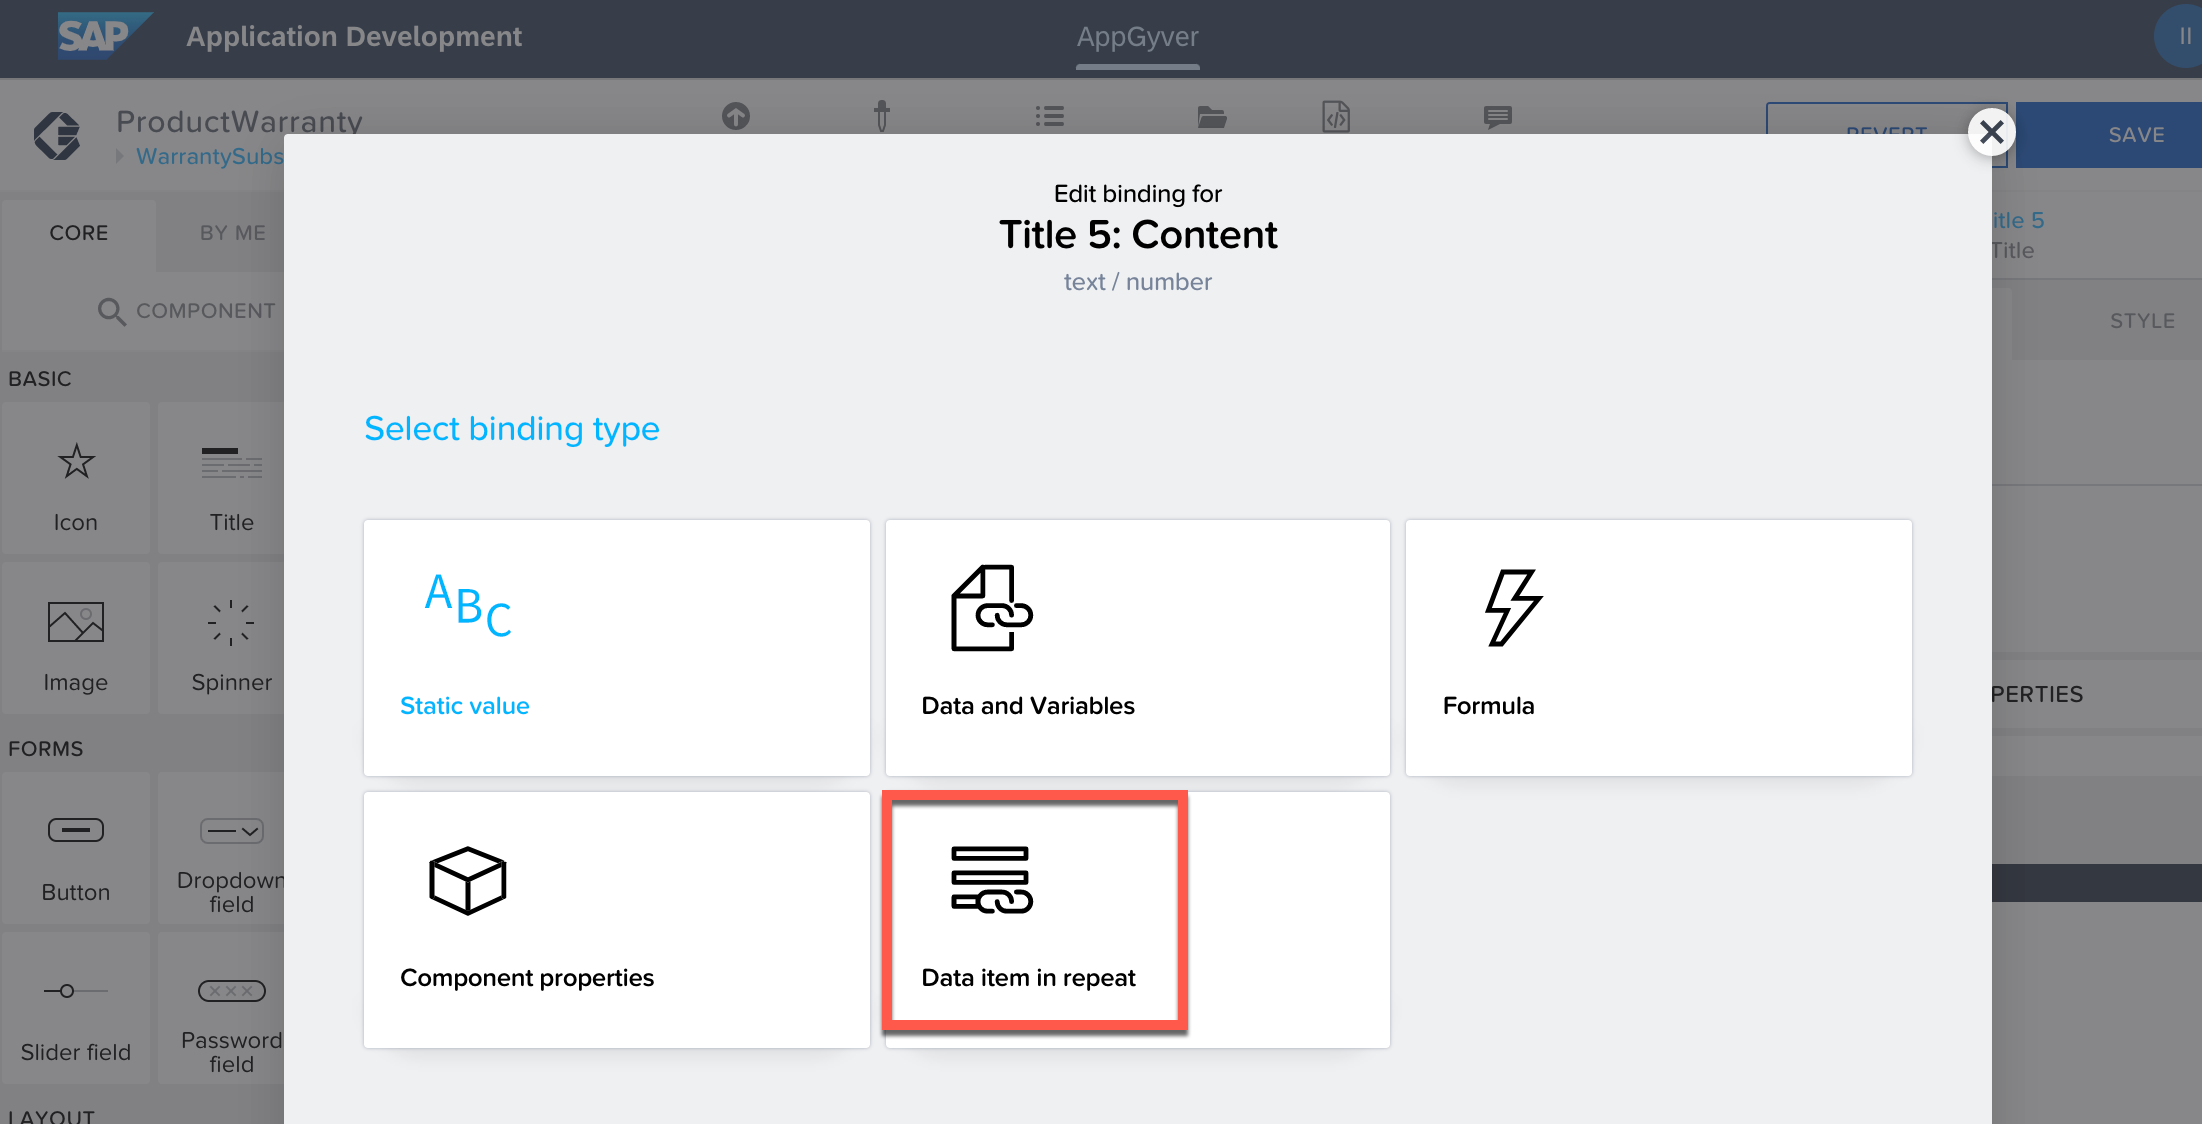 SAP Application Development
AppGyver
II
ProductWarranty
WarrantySubs
REVERT
SAVE
Edit binding for
Title 5: Content
text / number
CORE
BY ME
itle 5
Title
COMPONENT
STYLE
BASIC
Select binding type
Icon
Title
ABC
Static value
Data and Variables
Formula
Image
Spinner
PERTIES
FORMS
Button
Dropdown
field
Component properties
Data item in repeat
Slider field
Password
field
LAYOUT